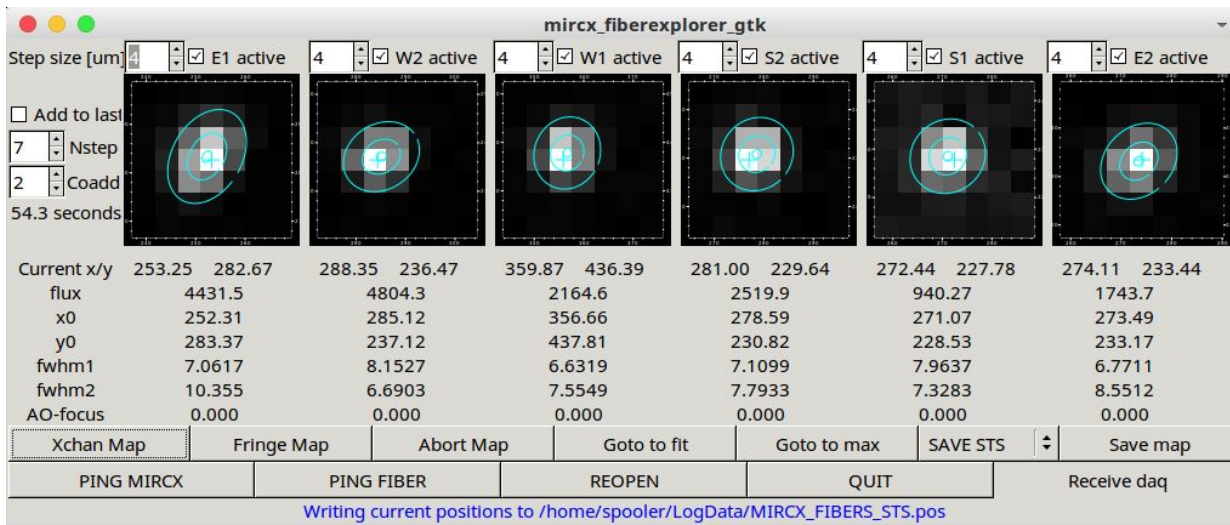 mircx_fiberexplorer_gtk
Step size [um] 4 E1 active 4 W2 active 4 W1 active 4 S2 active 4 S1 active 4 E2 active
Add to last
7 Nstep
2 Coadd
54.3 seconds
Current x/y 253.25 282.67 288.35 236.47 359.87 436.39 281.00 229.64 272.44 227.78 274.11 233.44
flux 4431.5 4804.3 2164.6 2519.9 940.27 1743.7
x0 252.31 285.12 356.66 278.59 271.07 273.49
y0 283.37 237.12 437.81 230.82 228.53 233.17
fwhm1 7.0617 8.1527 6.6319 7.1099 7.9637 6.7711
fwhm2 10.355 6.6903 7.5549 7.7933 7.3283 8.5512
AO-focus 0.000 0.000 0.000 0.000 0.000 0.000
Xchan Map Fringe Map Abort Map Goto to fit Goto to max SAVE STS Save map
PING MIRCX PING FIBER REOPEN QUIT Receive daq
Writing current positions to /home/spooler/LogData/MIRCX_FIBERS_STS.pos